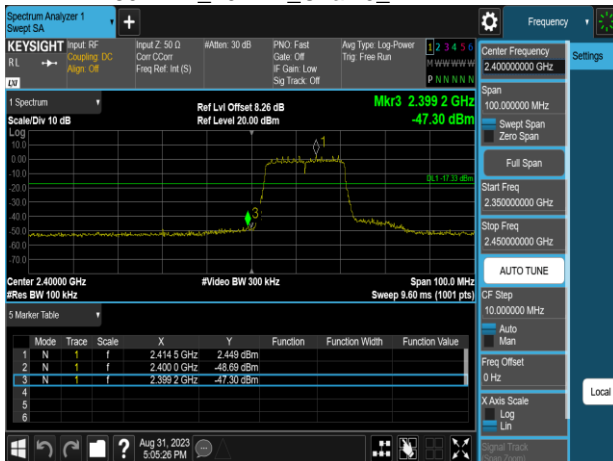 Spectrum Analyzer 1
Swept SA
+
Frequency
KEYSIGHT
RL
LXI
Input: RF
Coupling: DC
Align: Off
Input Z: 50 Ω
Corr CCorr
Freq Ref: Int (S)
#Atten: 30 dB
PNO: Fast
Gate: Off
IF Gain: Low
Sig Track: Off
Avg Type: Log-Power
Trig: Free Run
1 2 3 4 5 6
M W W W W W
P N N N N N
1 Spectrum
Scale/Div 10 dB
Ref Lvl Offset 8.26 dB
Ref Level 20.00 dBm
Mkr3 2.399 2 GHz
-47.30 dBm
Log
10.0
0.00
-10.0
-20.0
-30.0
-40.0
-50.0
-60.0
-70.0
1
3
DL1 -17.33 dBm
Center 2.40000 GHz
#Res BW 100 kHz
#Video BW 300 kHz
Span 100.0 MHz
Sweep 9.60 ms (1001 pts)
5 Marker Table
Mode Trace Scale X Y Function Function Width Function Value
1 N 1 f 2.414 5 GHz 2.449 dBm
2 N 1 f 2.400 0 GHz -48.69 dBm
3 N 1 f 2.399 2 GHz -47.30 dBm
4
5
6
?
Aug 31, 2023
5:05:26 PM
Settings
Center Frequency
2.400000000 GHz
Span
100.000000 MHz
Swept Span
Zero Span
Full Span
Start Freq
2.350000000 GHz
Stop Freq
2.450000000 GHz
AUTO TUNE
CF Step
10.000000 MHz
Auto
Man
Freq Offset
0 Hz
X Axis Scale
Log
Lin
Local
Signal Track
(Span Zoom)